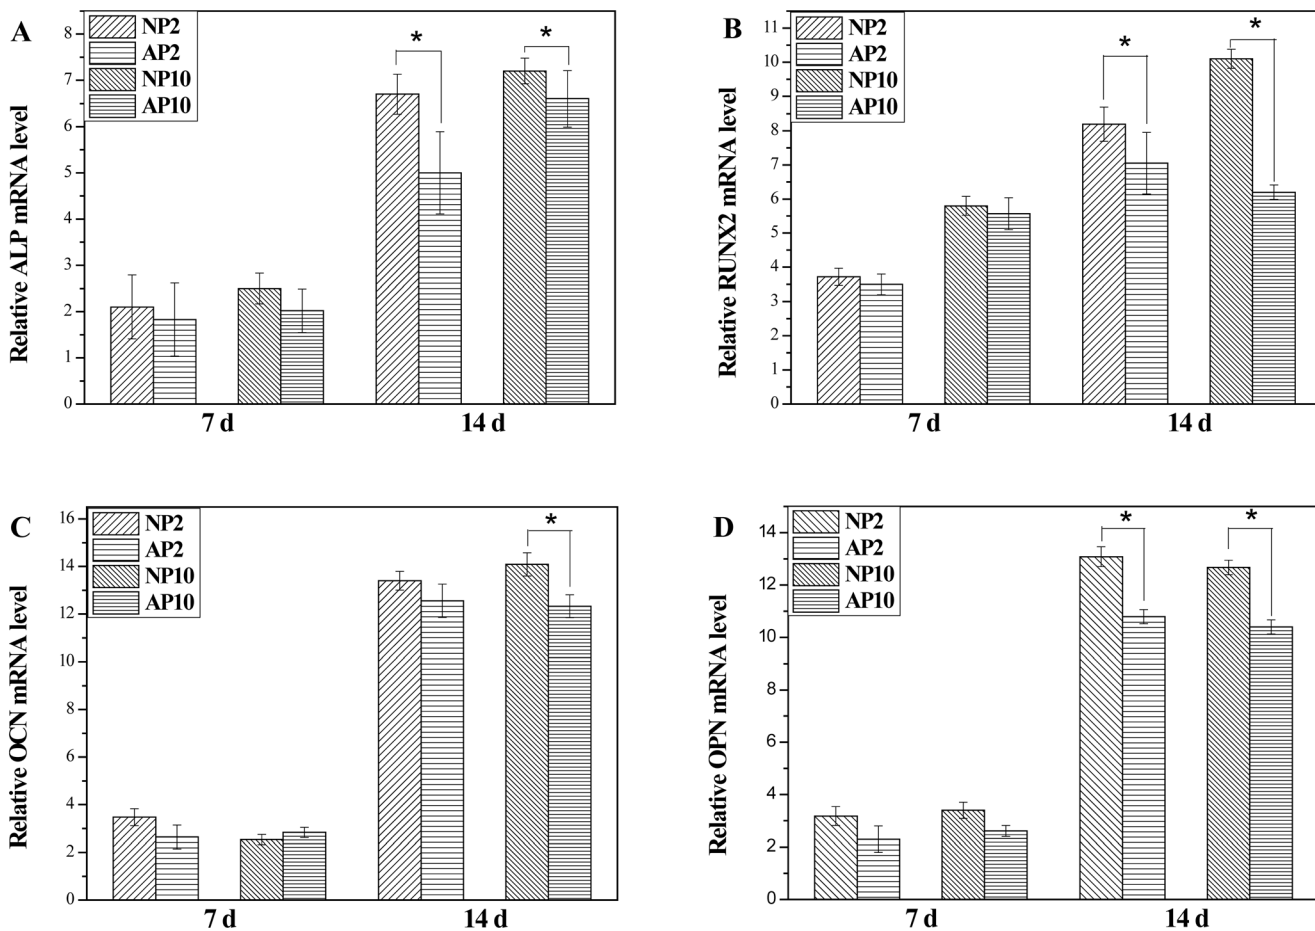 A
Relative ALP mRNA level
8
7
6
5
4
3
2
1
0
NP2
AP2
NP10
AP10
*
*
7 d
14 d
B
Relative RUNX2 mRNA level
11
10
9
8
7
6
5
4
3
2
1
0
NP2
AP2
NP10
AP10
*
*
7 d
14 d
C
Relative OCN mRNA level
16
14
12
10
8
6
4
2
0
NP2
AP2
NP10
AP10
*
7 d
14 d
D
Relative OPN mRNA level
14
12
10
8
6
4
2
0
NP2
AP2
NP10
AP10
*
*
7 d
14 d